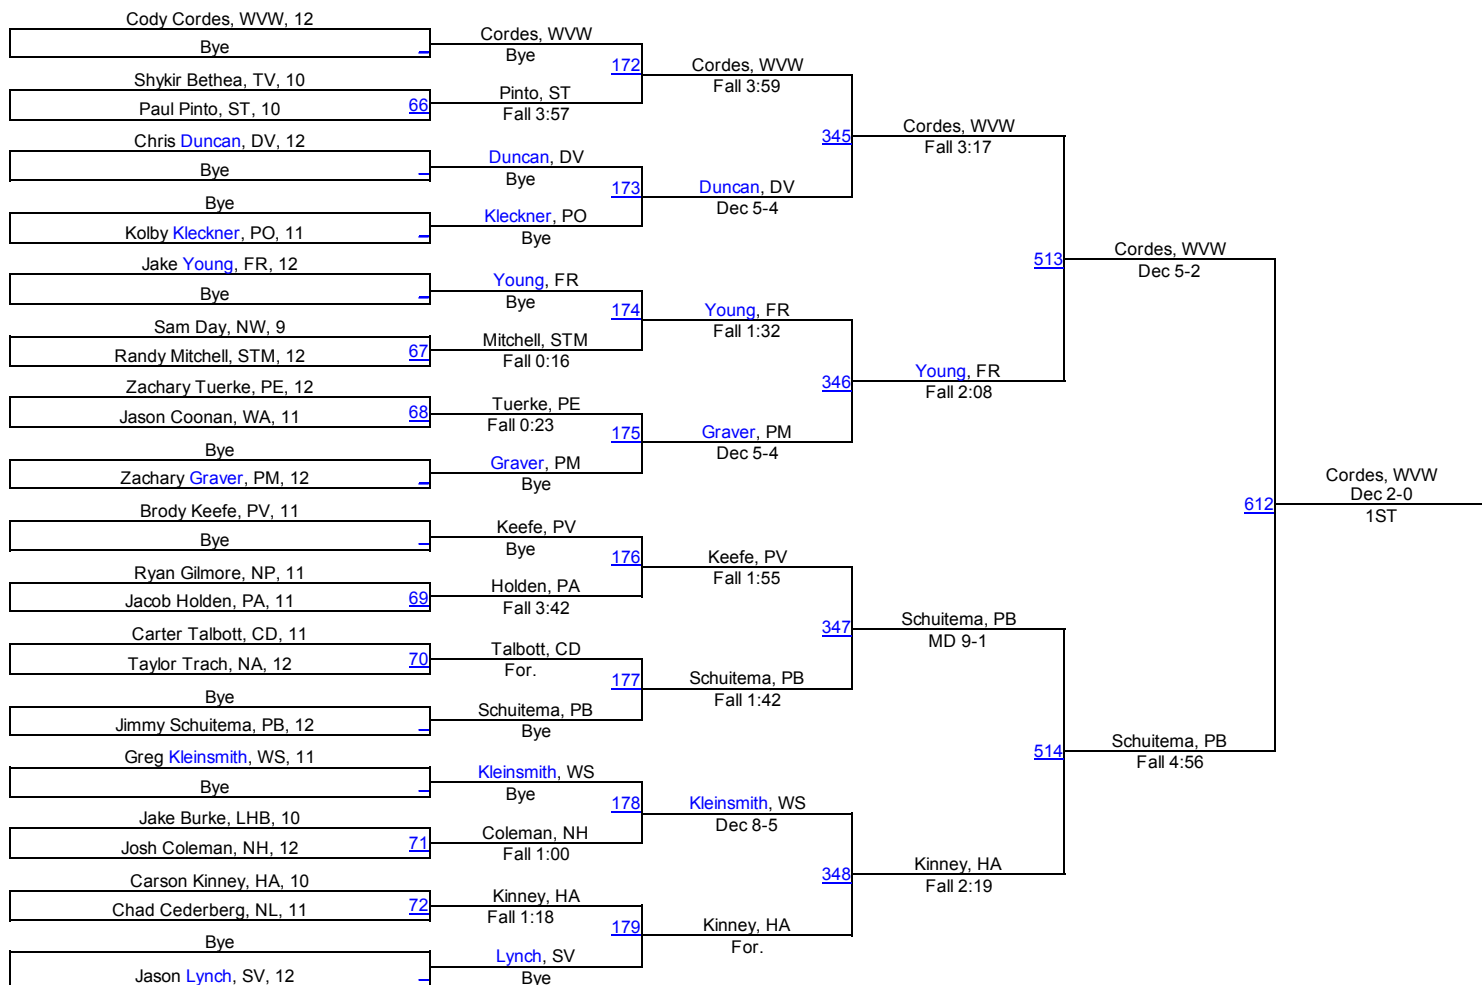 Cody Cordes, WVW, 12
Bye
Shykir Bethea, TV, 10
Paul Pinto, ST, 10
66
Chris Duncan, DV, 12
Bye
Bye
Kolby Kleckner, PO, 11
Jake Young, FR, 12
Bye
Sam Day, NW, 9
Randy Mitchell, STM, 12
67
Zachary Tuerke, PE, 12
Jason Coonan, WA, 11
68
Bye
Zachary Graver, PM, 12
Brody Keefe, PV, 11
Bye
Ryan Gilmore, NP, 11
Jacob Holden, PA, 11
69
Carter Talbott, CD, 11
Taylor Trach, NA, 12
70
Bye
Jimmy Schuitema, PB, 12
Greg Kleinsmith, WS, 11
Bye
Jake Burke, LHB, 10
Josh Coleman, NH, 12
71
Carson Kinney, HA, 10
Chad Cederberg, NL, 11
72
Bye
Jason Lynch, SV, 12
Cordes, WVW
Bye
172
Pinto, ST
Fall 3:57
Duncan, DV
Bye
173
Kleckner, PO
Bye
Young, FR
Bye
174
Mitchell, STM
Fall 0:16
Tuerke, PE
Fall 0:23
175
Graver, PM
Bye
Keefe, PV
Bye
176
Holden, PA
Fall 3:42
Talbott, CD
For.
177
Schuitema, PB
Bye
Kleinsmith, WS
Bye
178
Coleman, NH
Fall 1:00
Kinney, HA
Fall 1:18
179
Lynch, SV
Bye
Cordes, WVW
Fall 3:59
345
Duncan, DV
Dec 5-4
Young, FR
Fall 1:32
346
Graver, PM
Dec 5-4
Keefe, PV
Fall 1:55
347
Schuitema, PB
Fall 1:42
Kleinsmith, WS
Dec 8-5
348
Kinney, HA
For.
Cordes, WVW
Fall 3:17
513
Young, FR
Fall 2:08
Schuitema, PB
MD 9-1
514
Kinney, HA
Fall 2:19
Cordes, WVW
Dec 5-2
612
Schuitema, PB
Fall 4:56
Cordes, WVW
Dec 2-0
1ST